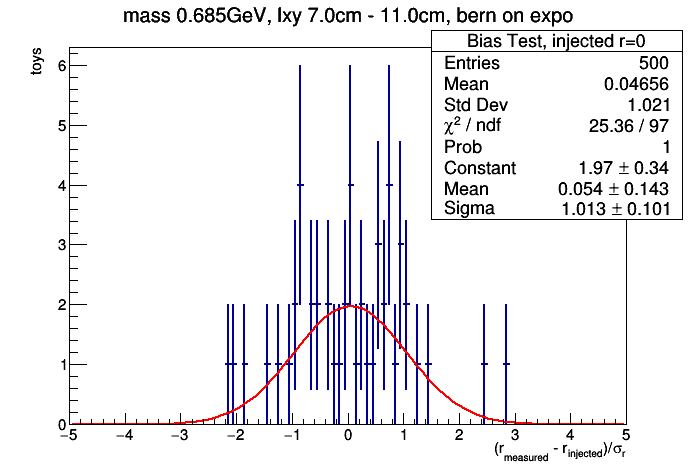 mass 0.685GeV, lxy 7.0cm - 11.0cm, bern on expo
toys
Bias Test, injected r=0
Entries 500
Mean 0.04656
Std Dev 1.021
χ² / ndf 25.36 / 97
Prob 1
Constant 1.97 ± 0.34
Mean 0.054 ± 0.143
Sigma 1.013 ± 0.101
6
5
4
3
2
1
0
−5 −4 −3 −2 −1 0 1 2 3 4 5
(r_measured - r_injected)/σ_r